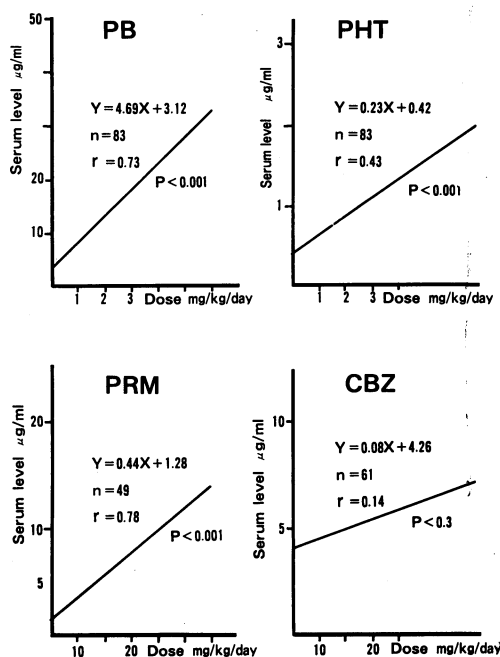 PB
Serum level μg/ml
50
20
10
Y=4.69X+3.12
n=83
r=0.73
P<0.001
1 2 3 Dose mg/kg/day
PHT
Serum level μg/ml
3
1
Y=0.23X+0.42
n=83
r=0.43
P<0.001
1 2 3 Dose mg/kg/day
PRM
Serum level μg/ml
20
10
5
Y=0.44X+1.28
n=49
r=0.78
P<0.001
10 20 Dose mg/kg/day
CBZ
Serum level μg/ml
10
5
Y=0.08X+4.26
n=61
r=0.14
P<0.3
10 20 Dose mg/kg/day